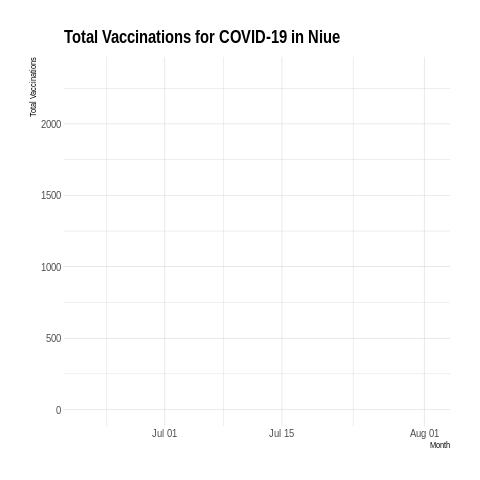 Total Vaccinations for COVID-19 in Niue
Total Vaccinations
2000
1500
1000
500
0
Jul 01 Jul 15 Aug 01
Month